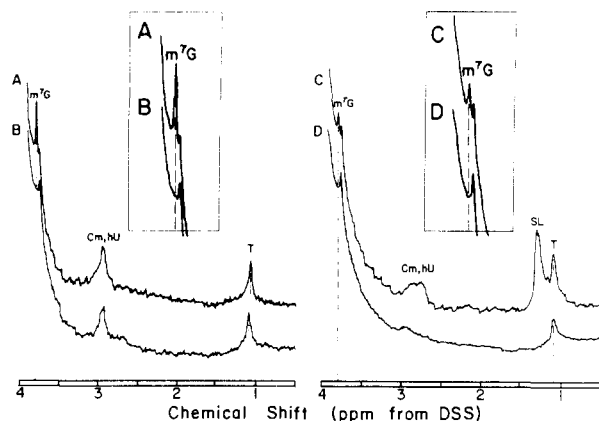 A
m⁷G
B
A
m⁷G
B
Cm,hU
T
4
3
2
1
C
m⁷G
D
C
m⁷G
D
SL
Cm,hU
T
4
3
2
1
Chemical Shift (ppm from DSS)